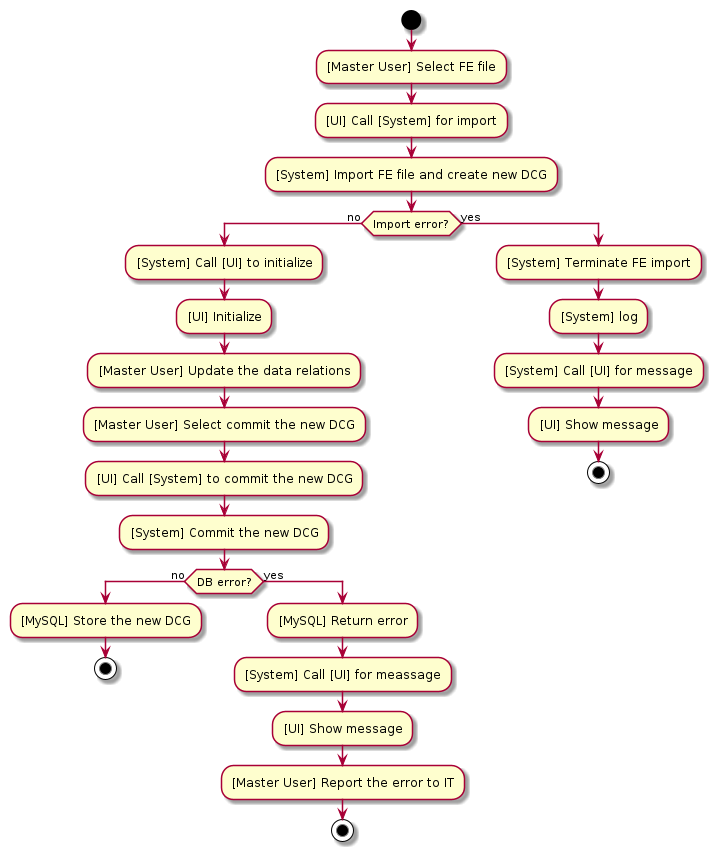 [Master User] Select FE file
[UI] Call [System] for import
[System] Import FE file and create new DCG
no
Import error?
yes
[System] Call [UI] to initialize
[UI] Initialize
[Master User] Update the data relations
[Master User] Select commit the new DCG
[UI] Call [System] to commit the new DCG
[System] Commit the new DCG
no
DB error?
yes
[MySQL] Store the new DCG
[MySQL] Return error
[System] Call [UI] for meassage
[UI] Show message
[Master User] Report the error to IT
[System] Terminate FE import
[System] log
[System] Call [UI] for message
[UI] Show message